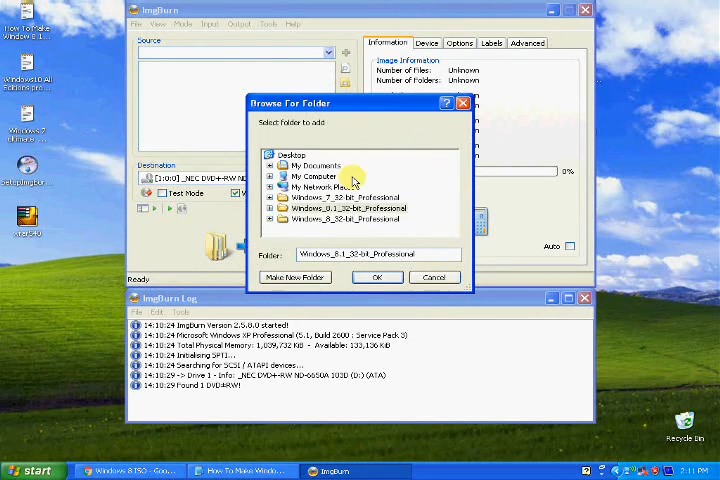 How To Make
Window 8.1...
Windows10 All
Editions pro...
Windows 7
ultimate...
SetupImgburn...
wrar540
Recycle Bin
ImgBurn
File View Mode Input Output Tools Help
Source
Destination
[1:0:0] _NEC DVD+-RW N
Test Mode
Ready
Information Device Options Labels Advanced
Image Information
Number of Files: Unknown
Number of Folders: Unknown
0%
Auto
Browse For Folder
Select folder to add
Desktop
My Documents
My Computer
My Network Places
Windows_7_32-bit_Professional
Windows_8.1_32-bit_Professional
Windows_8_32-bit_Professional
Folder: Windows_8.1_32-bit_Professional
Make New Folder OK Cancel
ImgBurn Log
File Edit Tools Help
14:10:24 ImgBurn Version 2.5.8.0 started!
14:10:24 Microsoft Windows XP Professional (5.1, Build 2600 : Service Pack 3)
14:10:24 Total Physical Memory: 1,039,732 KiB - Available: 133,136 KiB
14:10:24 Initialising SPTI...
14:10:24 Searching for SCSI / ATAPI devices...
14:10:29 -> Drive 1 - Info: _NEC DVD+-RW ND-6650A 103D (D:) (ATA)
14:10:29 Found 1 DVD±RW!
start
Windows 8 ISO - Goo...
How To Make Windo...
ImgBurn
2:11 PM